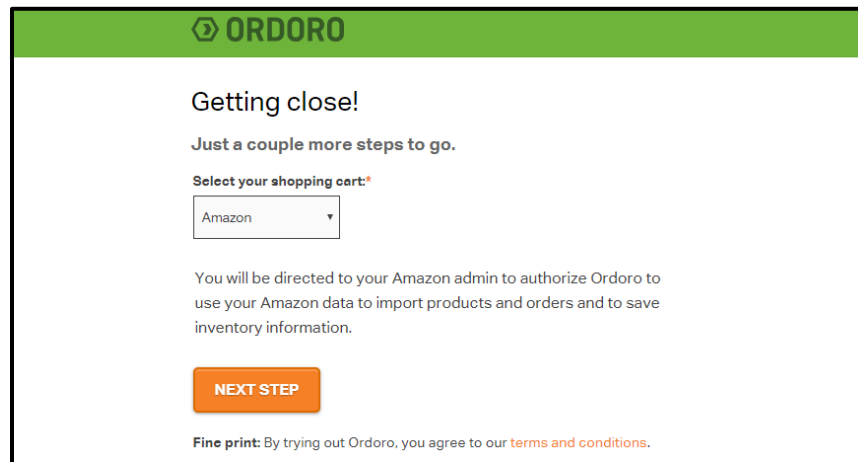 ORDORO
Getting close!
Just a couple more steps to go.
Select your shopping cart:*
Amazon
You will be directed to your Amazon admin to authorize Ordoro to
use your Amazon data to import products and orders and to save
inventory information.
NEXT STEP
Fine print: By trying out Ordoro, you agree to our terms and conditions.